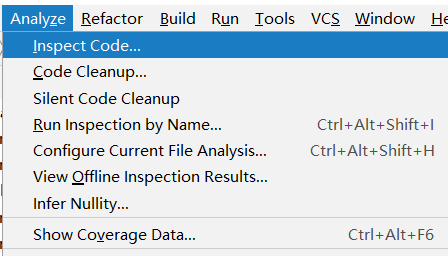 Analyze Refactor Build Run Tools VCS Window
Inspect Code...
Code Cleanup...
Silent Code Cleanup
Run Inspection by Name... Ctrl+Alt+Shift+I
Configure Current File Analysis... Ctrl+Alt+Shift+H
View Offline Inspection Results...
Infer Nullity...
Show Coverage Data... Ctrl+Alt+F6